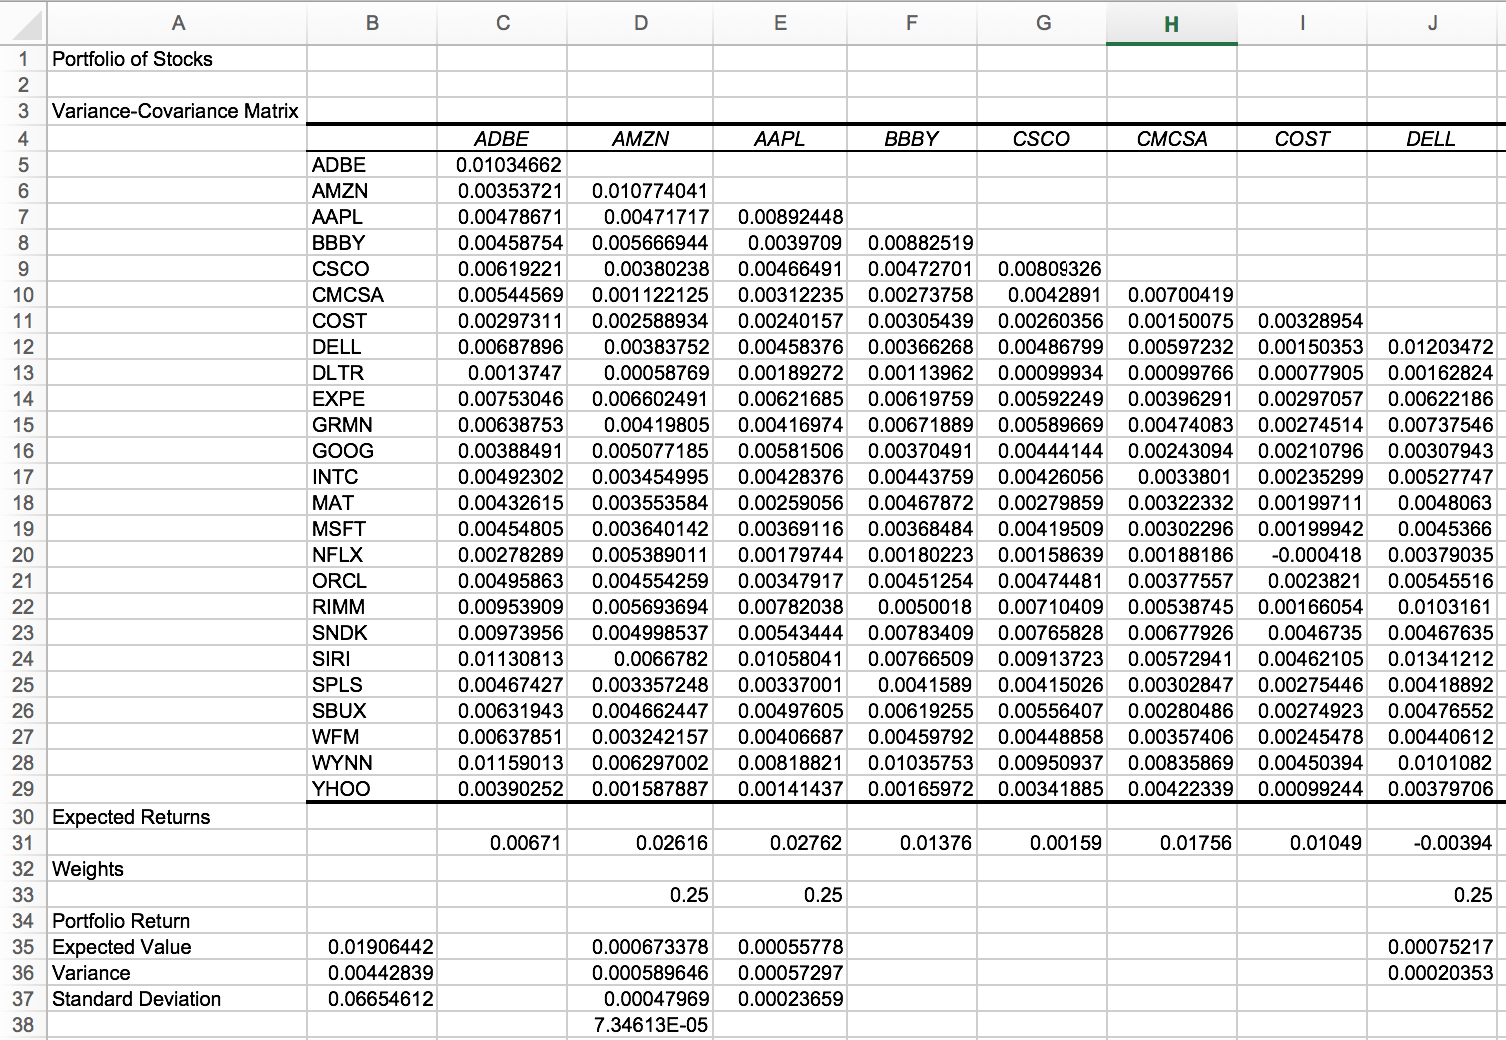 A B C D E F G H I J
1 Portfolio of Stocks
2
3 Variance-Covariance Matrix
4 ADBE AMZN AAPL BBBY CSCO CMCSA COST DELL
5 ADBE 0.01034662
6 AMZN 0.00353721 0.010774041
7 AAPL 0.00478671 0.00471717 0.00892448
8 BBBY 0.00458754 0.005666944 0.0039709 0.00882519
9 CSCO 0.00619221 0.00380238 0.00466491 0.00472701 0.00809326
10 CMCSA 0.00544569 0.001122125 0.00312235 0.00273758 0.0042891 0.00700419
11 COST 0.00297311 0.002588934 0.00240157 0.00305439 0.00260356 0.00150075 0.00328954
12 DELL 0.00687896 0.00383752 0.00458376 0.00366268 0.00486799 0.00597232 0.00150353 0.01203472
13 DLTR 0.0013747 0.00058769 0.00189272 0.00113962 0.00099934 0.00099766 0.00077905 0.00162824
14 EXPE 0.00753046 0.006602491 0.00621685 0.00619759 0.00592249 0.00396291 0.00297057 0.00622186
15 GRMN 0.00638753 0.00419805 0.00416974 0.00671889 0.00589669 0.00474083 0.00274514 0.00737546
16 GOOG 0.00388491 0.005077185 0.00581506 0.00370491 0.00444144 0.00243094 0.00210796 0.00307943
17 INTC 0.00492302 0.003454995 0.00428376 0.00443759 0.00426056 0.0033801 0.00235299 0.00527747
18 MAT 0.00432615 0.003553584 0.00259056 0.00467872 0.00279859 0.00322332 0.00199711 0.0048063
19 MSFT 0.00454805 0.003640142 0.00369116 0.00368484 0.00419509 0.00302296 0.00199942 0.0045366
20 NFLX 0.00278289 0.005389011 0.00179744 0.00180223 0.00158639 0.00188186 -0.000418 0.00379035
21 ORCL 0.00495863 0.004554259 0.00347917 0.00451254 0.00474481 0.00377557 0.0023821 0.00545516
22 RIMM 0.00953909 0.005693694 0.00782038 0.0050018 0.00710409 0.00538745 0.00166054 0.0103161
23 SNDK 0.00973956 0.004998537 0.00543444 0.00783409 0.00765828 0.00677926 0.0046735 0.00467635
24 SIRI 0.01130813 0.0066782 0.01058041 0.00766509 0.00913723 0.00572941 0.00462105 0.01341212
25 SPLS 0.00467427 0.003357248 0.00337001 0.0041589 0.00415026 0.00302847 0.00275446 0.00418892
26 SBUX 0.00631943 0.004662447 0.00497605 0.00619255 0.00556407 0.00280486 0.00274923 0.00476552
27 WFM 0.00637851 0.003242157 0.00406687 0.00459792 0.00448858 0.00357406 0.00245478 0.00440612
28 WYNN 0.01159013 0.006297002 0.00818821 0.01035753 0.00950937 0.00835869 0.00450394 0.0101082
29 YHOO 0.00390252 0.001587887 0.00141437 0.00165972 0.00341885 0.00422339 0.00099244 0.00379706
30 Expected Returns
31 0.00671 0.02616 0.02762 0.01376 0.00159 0.01756 0.01049 -0.00394
32 Weights
33 0.25 0.25 0.25
34 Portfolio Return
35 Expected Value 0.01906442 0.000673378 0.00055778 0.00075217
36 Variance 0.00442839 0.000589646 0.00057297 0.00020353
37 Standard Deviation 0.06654612 0.00047969 0.00023659
38 7.34613E-05